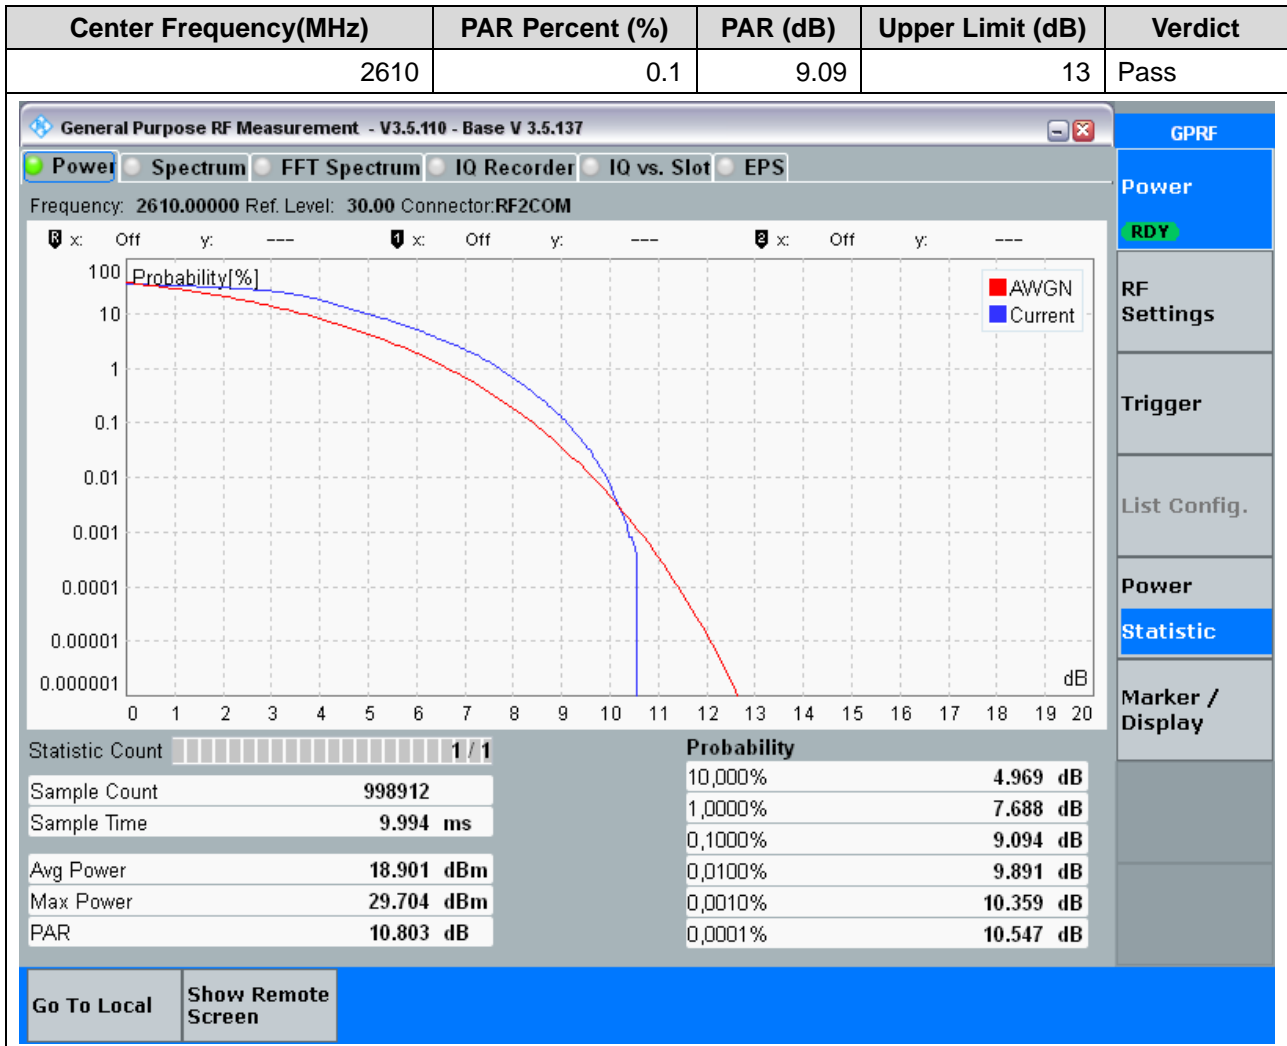 Center Frequency(MHz) PAR Percent (%) PAR (dB) Upper Limit (dB) Verdict
2610 0.1 9.09 13 Pass
General Purpose RF Measurement - V3.5.110 - Base V 3.5.137
GPRF
Power Spectrum FFT Spectrum IQ Recorder IQ vs. Slot EPS
Power
RDY
Frequency: 2610.00000 Ref. Level: 30.00 Connector:RF2COM
R x: Off y: --- 1 x: Off y: --- 2 x: Off y: ---
Probability[%]
100
10
1
0.1
0.01
0.001
0.0001
0.00001
0.000001
AWGN
Current
dB
0 1 2 3 4 5 6 7 8 9 10 11 12 13 14 15 16 17 18 19 20
RF
Settings
Trigger
List Config.
Power
Statistic
Marker /
Display
Statistic Count 1 / 1
Sample Count 998912
Sample Time 9.994 ms
Avg Power 18.901 dBm
Max Power 29.704 dBm
PAR 10.803 dB
Probability
10,000% 4.969 dB
1,0000% 7.688 dB
0,1000% 9.094 dB
0,0100% 9.891 dB
0,0010% 10.359 dB
0,0001% 10.547 dB
Go To Local
Show Remote
Screen